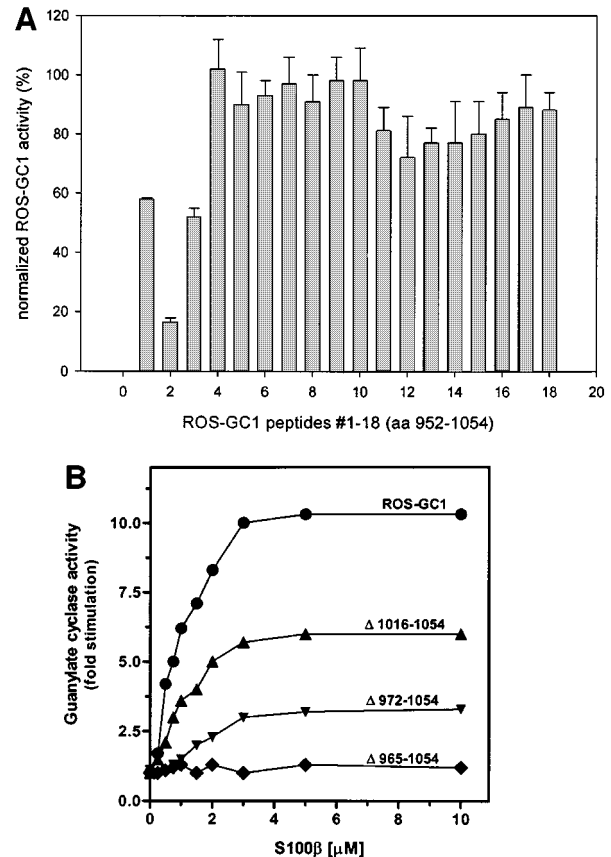 A
normalized ROS-GC1 activity (%)
120
100
80
60
40
20
0
0 2 4 6 8 10 12 14 16 18 20
ROS-GC1 peptides #1-18 (aa 952-1054)
B
Guanylate cyclase activity
(fold stimulation)
10.0
7.5
5.0
2.5
0.0
ROS-GC1
Δ 1016-1054
Δ 972-1054
Δ 965-1054
0 2 4 6 8 10
S100β [μM]